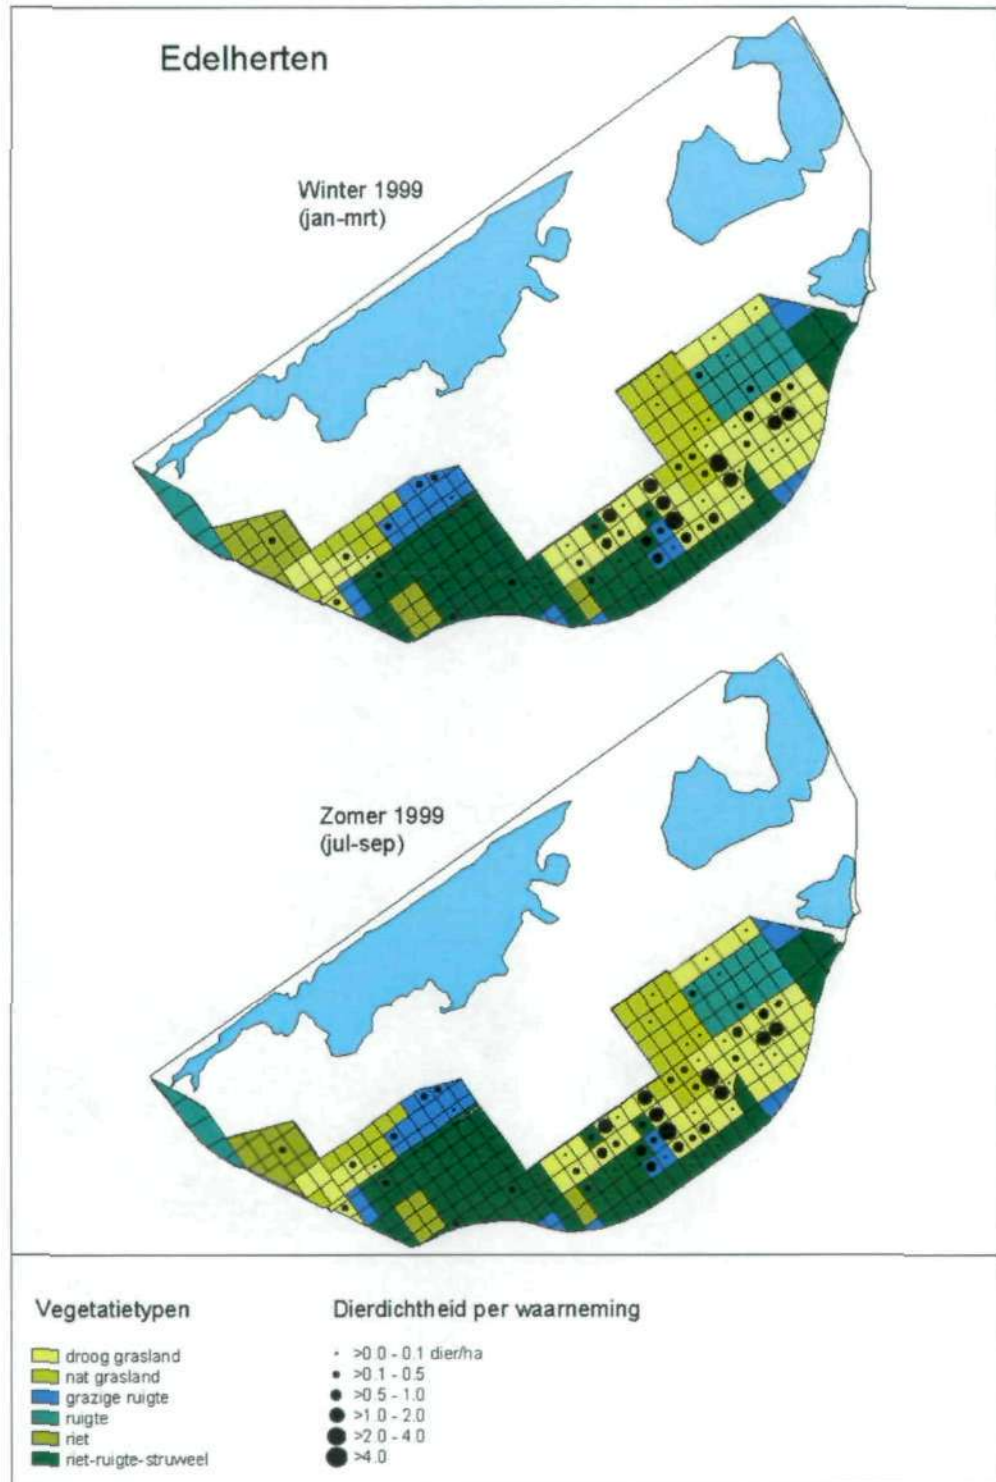 Edelherten
Winter 1999
(jan-mrt)
Zomer 1999
(jul-sep)
Vegetatietypen
droog grasland
nat grasland
grazige ruigte
ruigte
riet
riet-ruigte-struweel
Dierdichtheid per waarneming
>0.0 - 0.1 dier/ha
>0.1 - 0.5
>0.5 - 1.0
>1.0 - 2.0
>2.0 - 4.0
>4.0